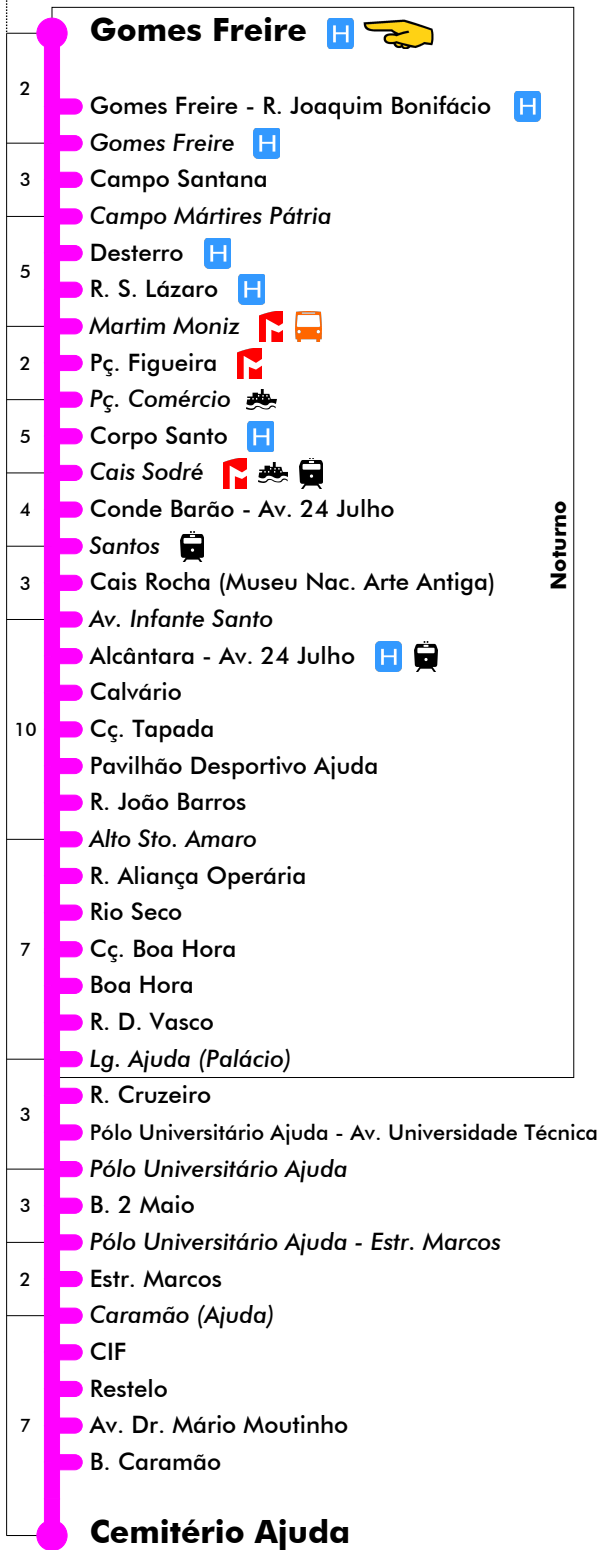 Gomes Freire H
2
Gomes Freire - R. Joaquim Bonifácio H
Gomes Freire H
3
Campo Santana
Campo Mártires Pátria
5
Desterro H
R. S. Lázaro H
Martim Moniz
2
Pç. Figueira
Pç. Comércio
5
Corpo Santo H
Cais Sodré
4
Conde Barão - Av. 24 Julho
Noturno
Santos
3
Cais Rocha (Museu Nac. Arte Antiga)
Av. Infante Santo
Alcântara - Av. 24 Julho H
Calvário
10
Cç. Tapada
Pavilhão Desportivo Ajuda
R. João Barros
Alto Sto. Amaro
R. Aliança Operária
Rio Seco
7
Cç. Boa Hora
Boa Hora
R. D. Vasco
Lg. Ajuda (Palácio)
R. Cruzeiro
3
Pólo Universitário Ajuda - Av. Universidade Técnica
Pólo Universitário Ajuda
3
B. 2 Maio
Pólo Universitário Ajuda - Estr. Marcos
2
Estr. Marcos
Caramão (Ajuda)
CIF
Restelo
7
Av. Dr. Mário Moutinho
B. Caramão
Cemitério Ajuda